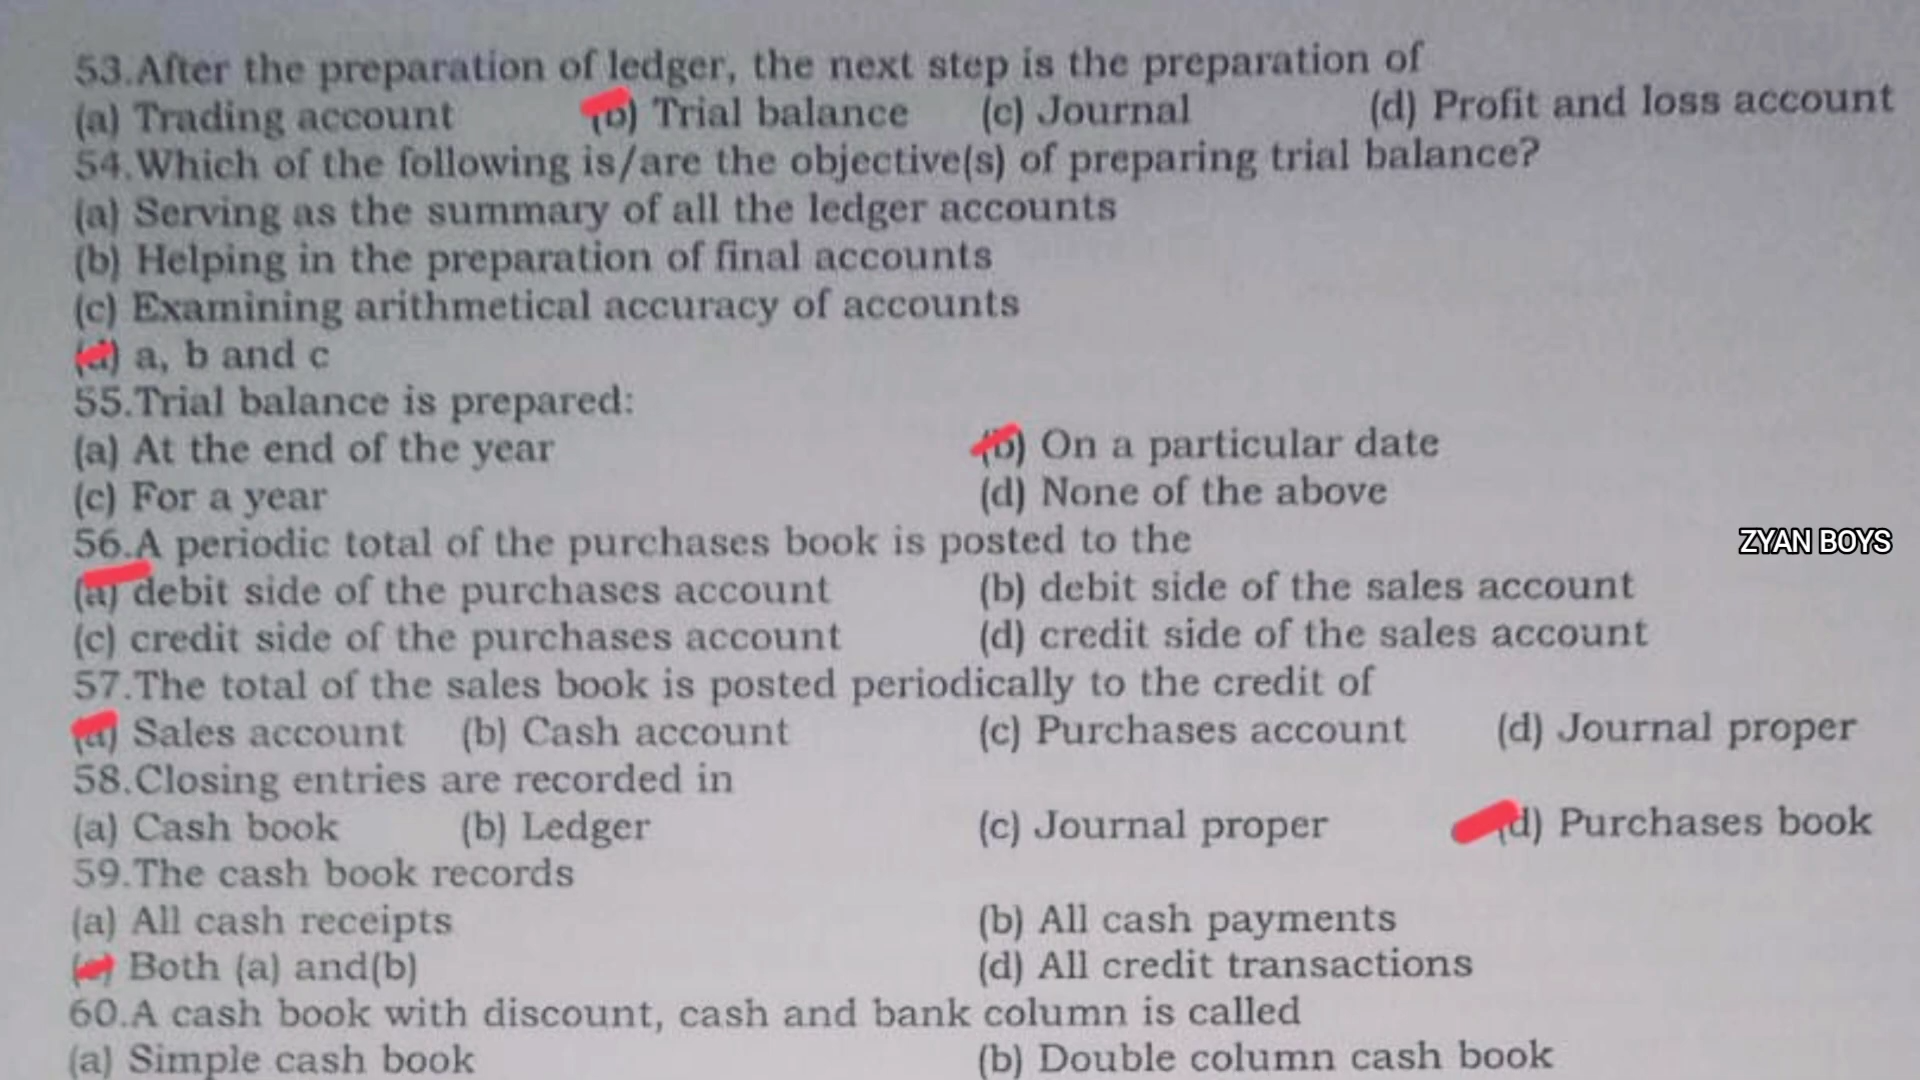 53.After the preparation of ledger, the next step is the preparation of
(a) Trading account (b) Trial balance (c) Journal (d) Profit and loss account
54.Which of the following is/are the objective(s) of preparing trial balance?
(a) Serving as the summary of all the ledger accounts
(b) Helping in the preparation of final accounts
(c) Examining arithmetical accuracy of accounts
(d) a, b and c
55.Trial balance is prepared:
(a) At the end of the year (b) On a particular date
(c) For a year (d) None of the above
56.A periodic total of the purchases book is posted to the
ZYAN BOYS
(a) debit side of the purchases account (b) debit side of the sales account
(c) credit side of the purchases account (d) credit side of the sales account
57.The total of the sales book is posted periodically to the credit of
(a) Sales account (b) Cash account (c) Purchases account (d) Journal proper
58.Closing entries are recorded in
(a) Cash book (b) Ledger (c) Journal proper (d) Purchases book
59.The cash book records
(a) All cash receipts (b) All cash payments
(c) Both (a) and(b) (d) All credit transactions
60.A cash book with discount, cash and bank column is called
(a) Simple cash book (b) Double column cash book